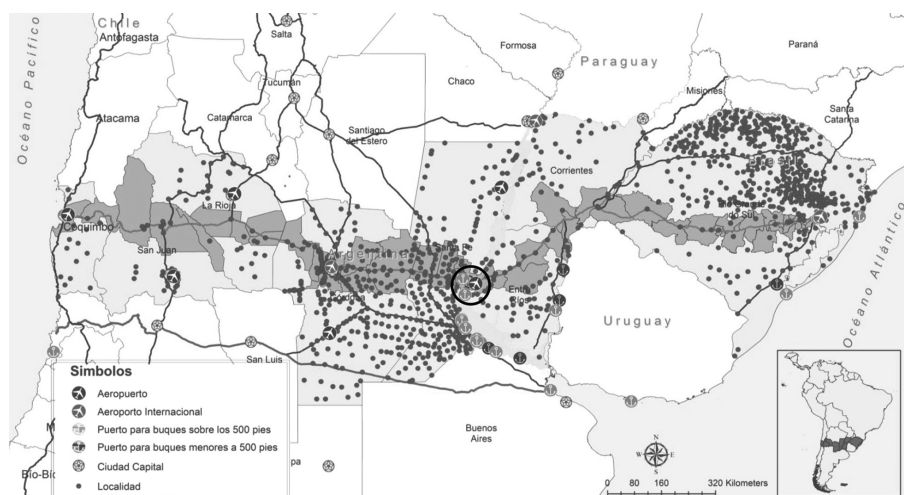 Chile
Antofagasta
Océano Pacífico
Salta
Formosa
Paraguay
Paraná
Tucumán
Chaco
Misiones
Atacama
Catamarca
Santiago
del Estero
Santa
Catarina
Corrientes
La Rioja
Coquimbo
San Juan
Argentina
Entre
Ríos
Uruguay
Océano Atlántico
San Luis
Buenos
Aires
Símbolos
Aeropuerto
Aeroporto Internacional
Puerto para buques sobre los 500 pies
Puerto para buques menores a 500 pies
Ciudad Capital
Localidad
N
W
E
S
0 80 160 320 Kilometers